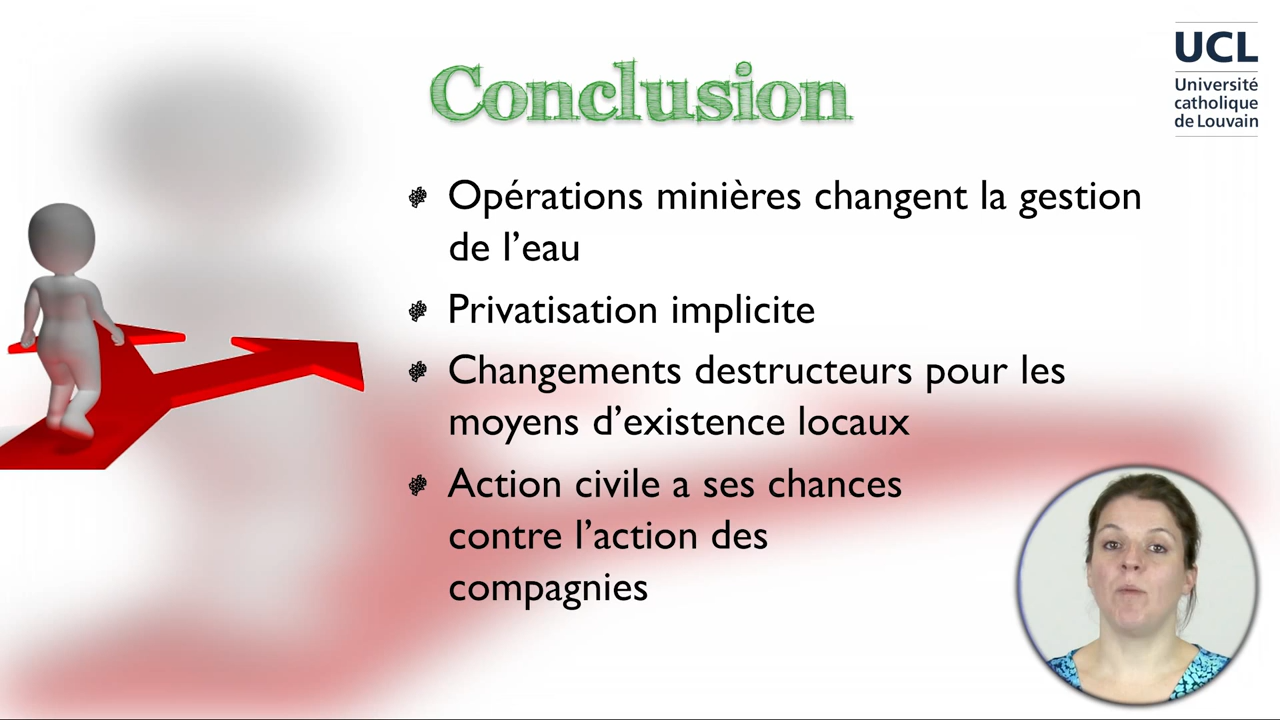 Conclusion
UCL
Université
catholique
de Louvain
Opérations minières changent la gestion
de l’eau
Privatisation implicite
Changements destructeurs pour les
moyens d’existence locaux
Action civile a ses chances
contre l’action des
compagnies